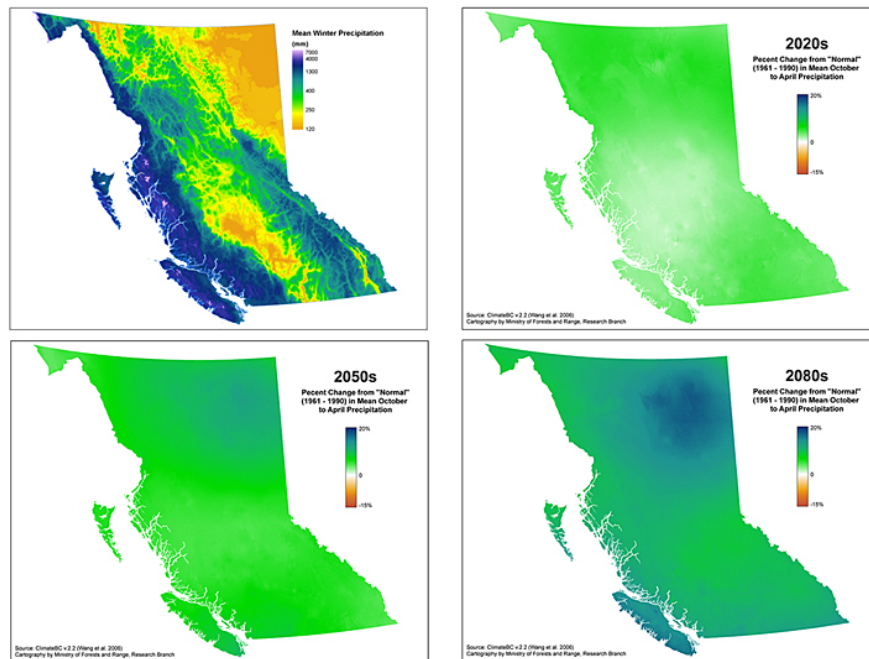 Mean Winter Precipitation
(mm)
7000
4000
1000
400
250
120
2020s
Pecent Change from "Normal"
(1961 - 1990) in Mean October
to April Precipitation
20%
0
-15%
Source: ClimateBC v.2.2 (Wang et al. 2006)
Cartography by Ministry of Forests and Range, Research Branch
2050s
Pecent Change from "Normal"
(1961 - 1990) in Mean October
to April Precipitation
20%
0
-15%
Source: ClimateBC v.2.2 (Wang et al. 2006)
Cartography by Ministry of Forests and Range, Research Branch
2080s
Pecent Change from "Normal"
(1961 - 1990) in Mean October
to April Precipitation
20%
0
-15%
Source: ClimateBC v.2.2 (Wang et al. 2006)
Cartography by Ministry of Forests and Range, Research Branch